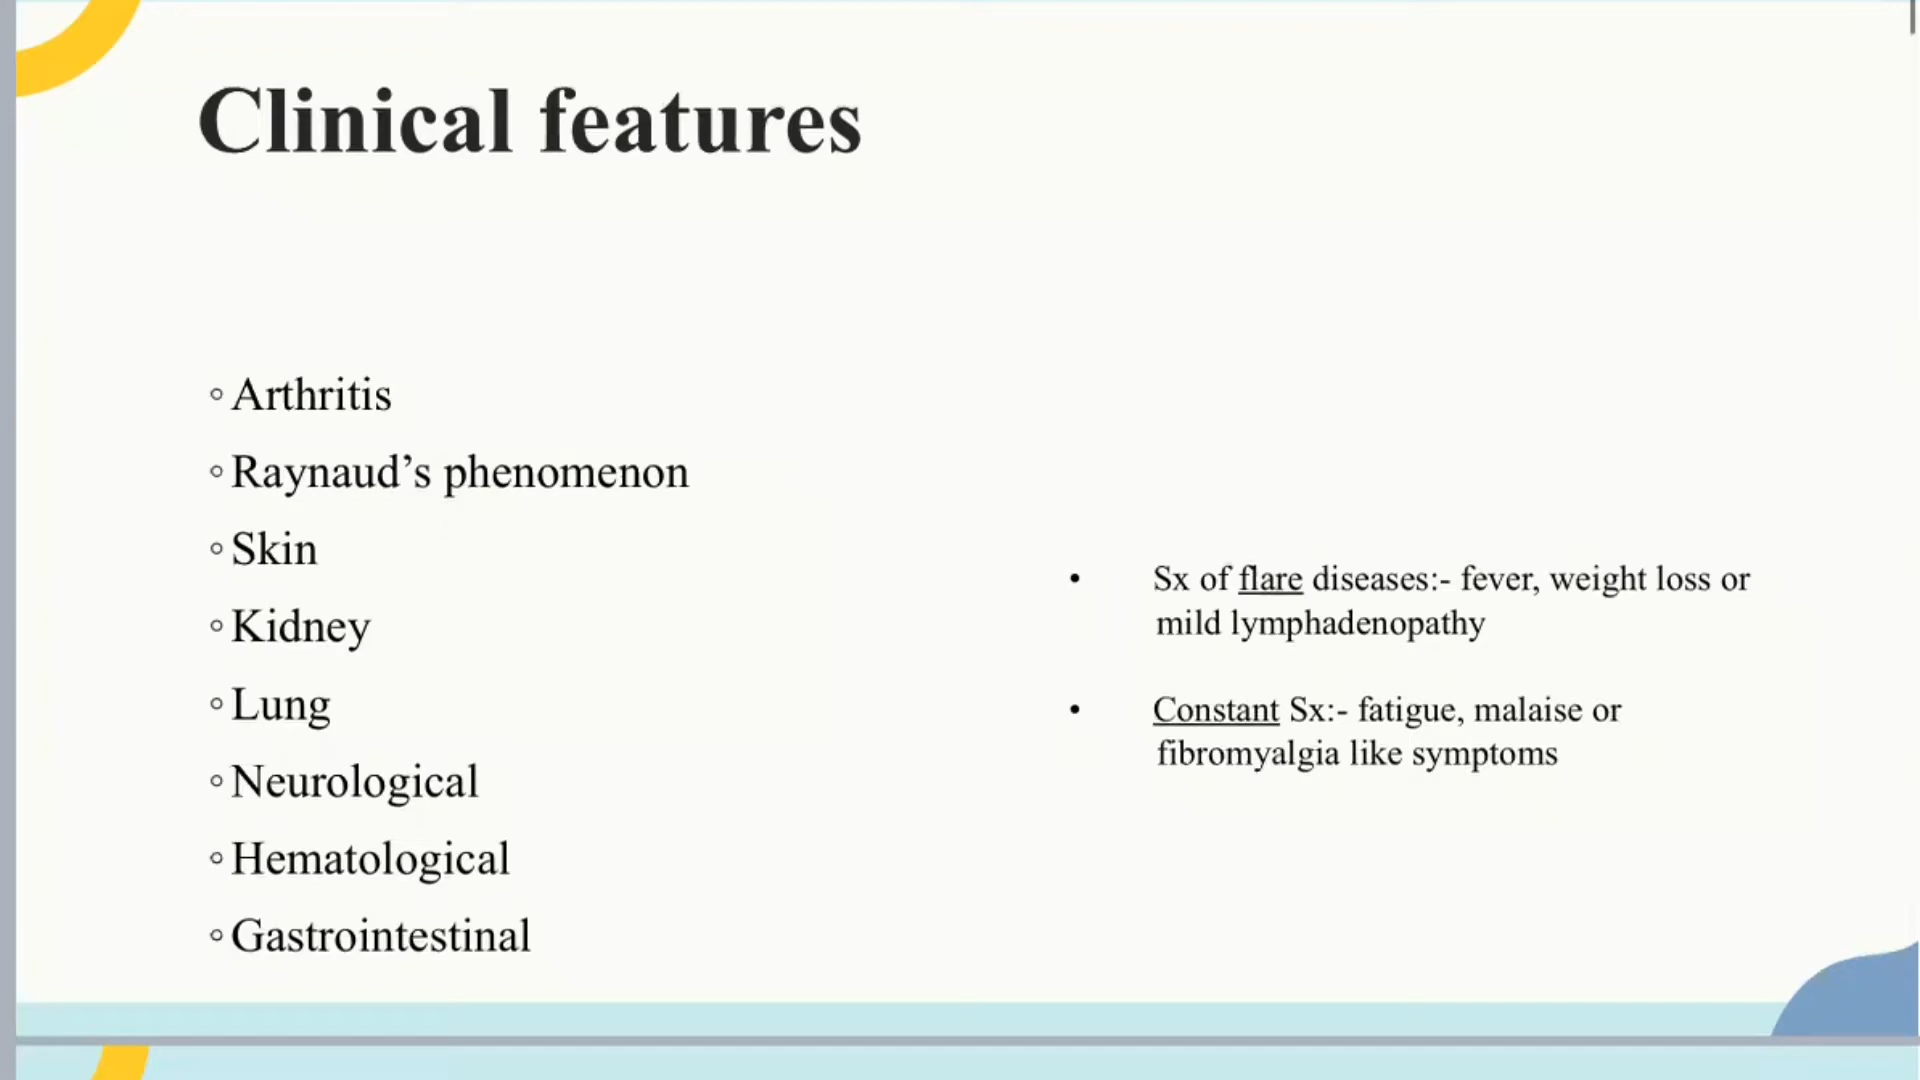 Clinical features
◦ Arthritis
◦ Raynaud’s phenomenon
◦ Skin
◦ Kidney
◦ Lung
◦ Neurological
◦ Hematological
◦ Gastrointestinal
• Sx of flare diseases:- fever, weight loss or
mild lymphadenopathy
• Constant Sx:- fatigue, malaise or
fibromyalgia like symptoms